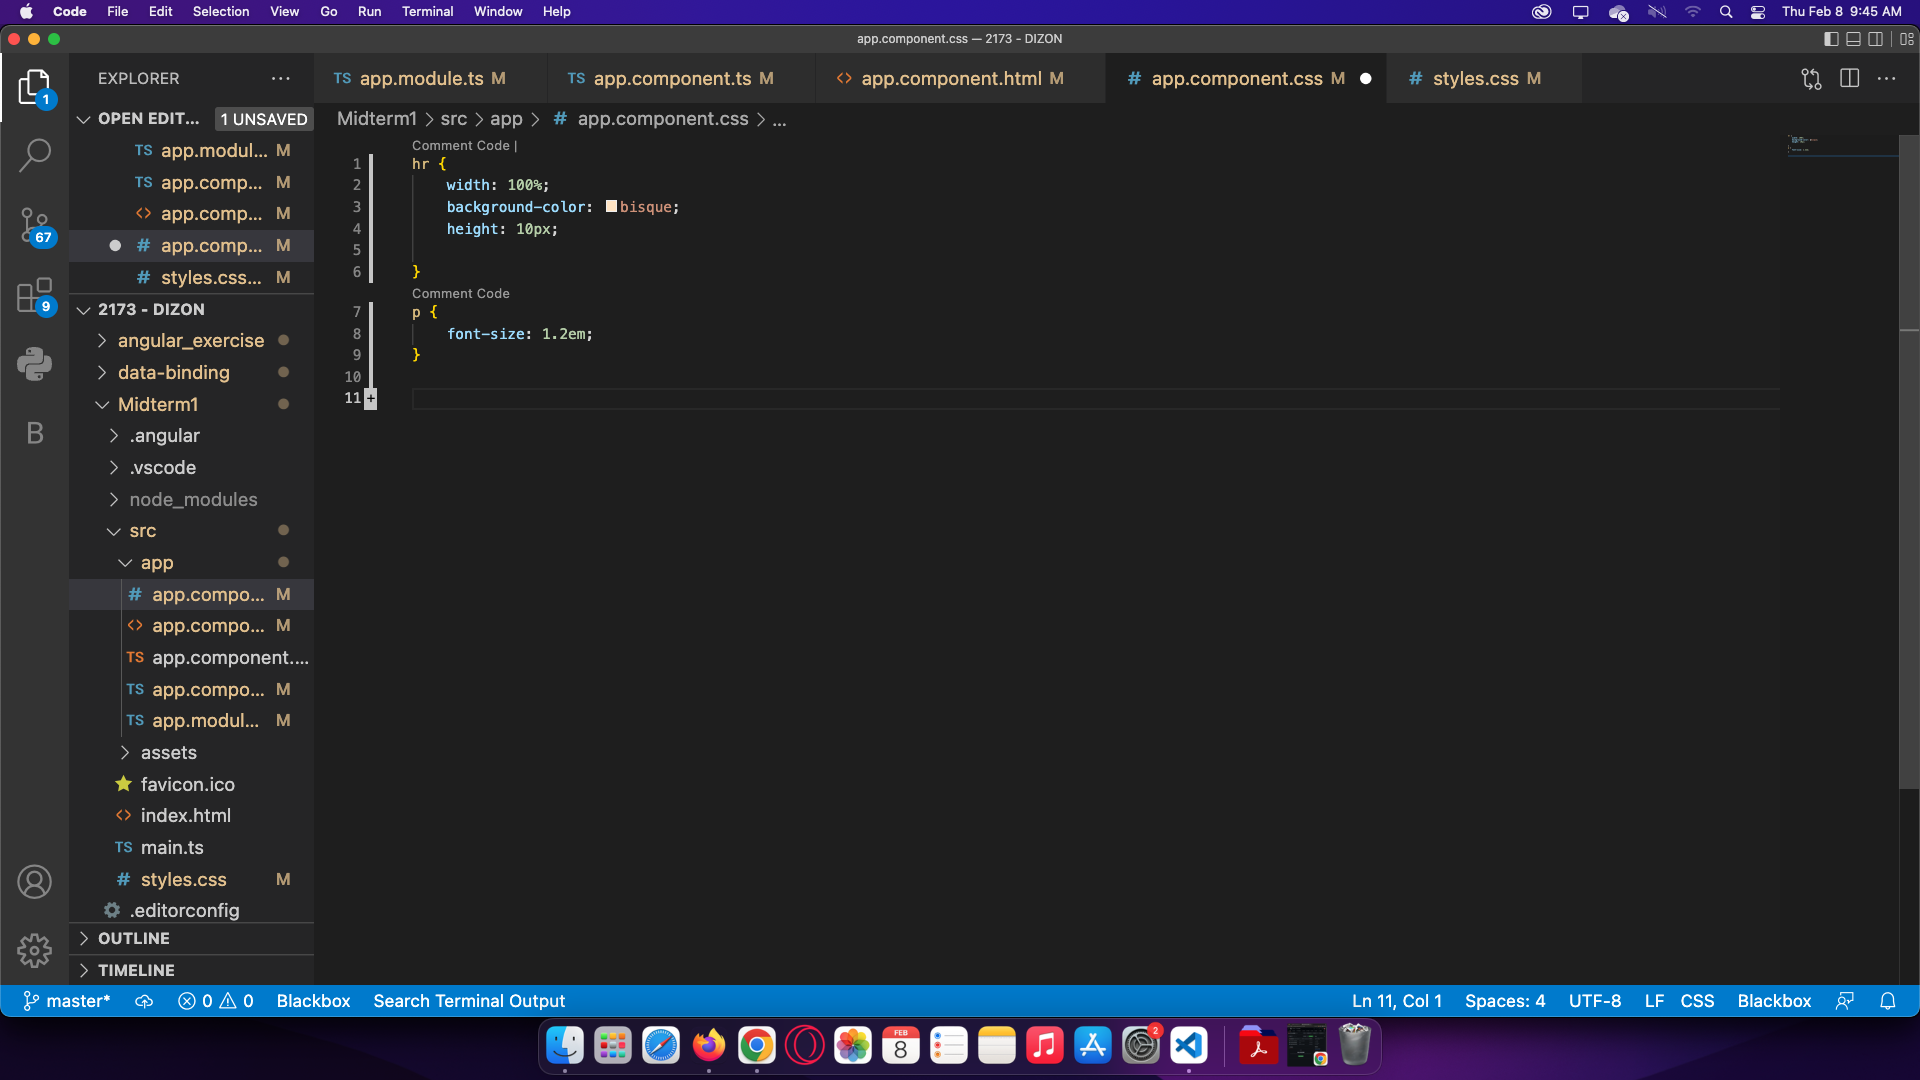 Code File Edit Selection View Go Run Terminal Window Help Thu Feb 8 9:45 AM
app.component.css — 2173 - DIZON
EXPLORER
TS app.module.ts M TS app.component.ts M <> app.component.html M # app.component.css M # styles.css M
OPEN EDIT... 1 UNSAVED
Midterm1 > src > app > # app.component.css > ...
TS app.modul... M
TS app.comp... M
<> app.comp... M
# app.comp... M
# styles.css... M
2173 - DIZON
angular_exercise
data-binding
Midterm1
.angular
.vscode
node_modules
src
app
# app.compo... M
<> app.compo... M
TS app.component....
TS app.compo... M
TS app.modul... M
assets
favicon.ico
<> index.html
TS main.ts
# styles.css M
.editorconfig
OUTLINE
TIMELINE
1
67
9
B
Comment Code |
1 hr {
2 width: 100%;
3 background-color: bisque;
4 height: 10px;
5
6 }
Comment Code
7 p {
8 font-size: 1.2em;
9 }
10
11 +
master* 0 0 Blackbox Search Terminal Output Ln 11, Col 1 Spaces: 4 UTF-8 LF CSS Blackbox
FEB
8
2